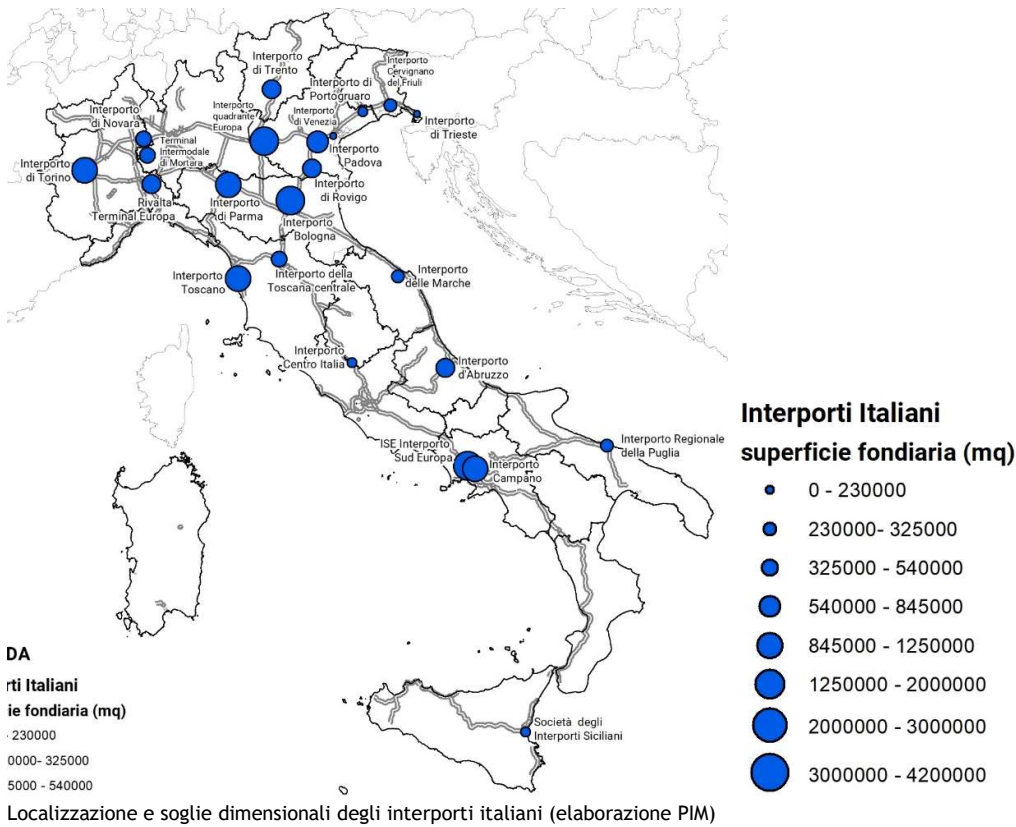 Interporto
di Trento
Interporto
Cervignano
del Friuli
Interporto di
Portogruaro
Interporto
quadrante
Europa
Interporto
di Venezia
Interporto
di Trieste
Interporto
di Novara
Terminal
Intermodale
di Mortara
Interporto
Padova
Interporto
di Torino
Rivalta
Terminal Europa
Interporto
di Parma
Interporto
di Rovigo
Interporto
Bologna
Interporto
Toscano
Interporto della
Toscana centrale
Interporto
delle Marche
Interporto
Centro Italia
Interporto
d'Abruzzo
ISE Interporto
Sud Europa
Interporto
Campano
Interporto Regionale
della Puglia
Società degli
Interporti Siciliani
Interporti Italiani
superficie fondiaria (mq)
0 - 230000
230000- 325000
325000 - 540000
540000 - 845000
845000 - 1250000
1250000 - 2000000
2000000 - 3000000
3000000 - 4200000
DA
rti Italiani
ie fondiaria (mq)
- 230000
0000- 325000
5000 - 540000
Localizzazione e soglie dimensionali degli interporti italiani (elaborazione PIM)